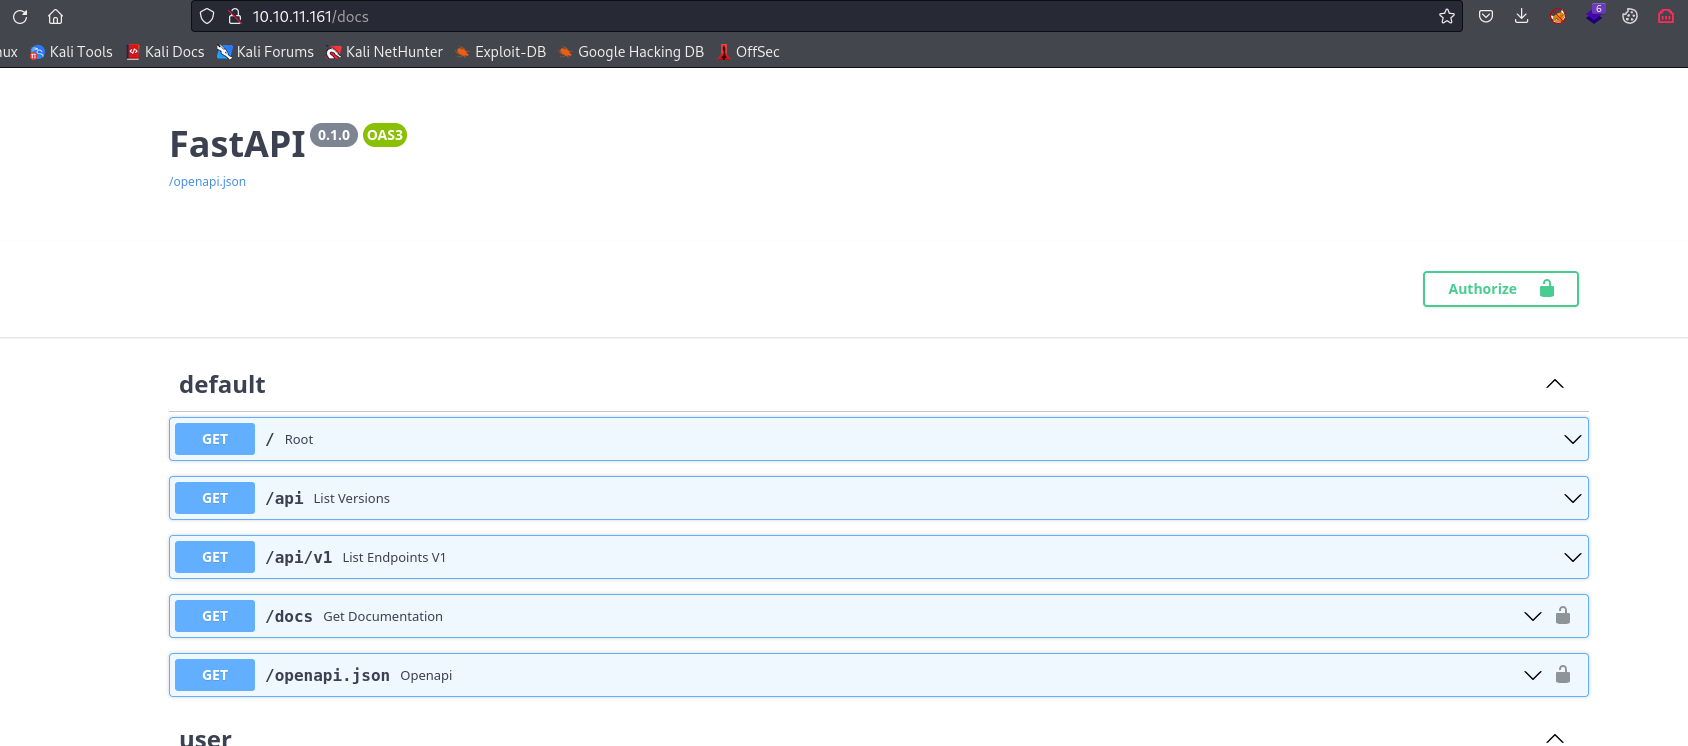 10.10.11.161/docs
6
ux Kali Tools Kali Docs Kali Forums Kali NetHunter Exploit-DB Google Hacking DB OffSec
FastAPI 0.1.0 OAS3
/openapi.json
Authorize
default
GET / Root
GET /api List Versions
GET /api/v1 List Endpoints V1
GET /docs Get Documentation
GET /openapi.json Openapi
user